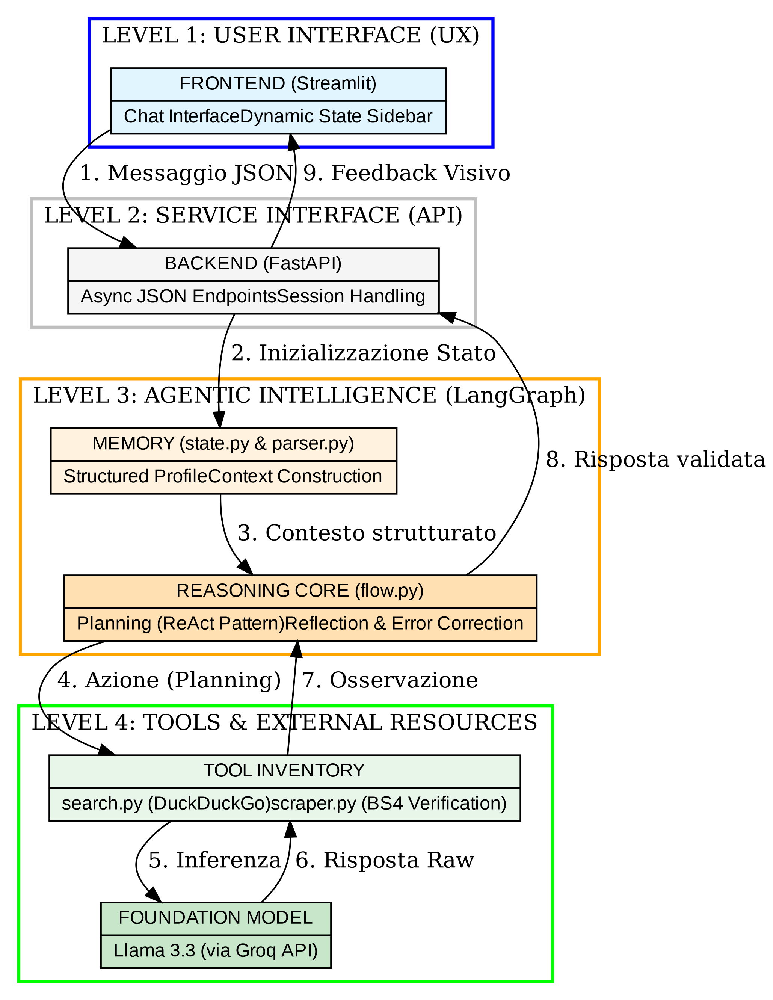 LEVEL 1: USER INTERFACE (UX)
FRONTEND (Streamlit)
Chat InterfaceDynamic State Sidebar
1. Messaggio JSON
9. Feedback Visivo
LEVEL 2: SERVICE INTERFACE (API)
BACKEND (FastAPI)
Async JSON EndpointsSession Handling
2. Inizializzazione Stato
LEVEL 3: AGENTIC INTELLIGENCE (LangGraph)
MEMORY (state.py & parser.py)
Structured ProfileContext Construction
8. Risposta validata
3. Contesto strutturato
REASONING CORE (flow.py)
Planning (ReAct Pattern)Reflection & Error Correction
4. Azione (Planning)
7. Osservazione
LEVEL 4: TOOLS & EXTERNAL RESOURCES
TOOL INVENTORY
search.py (DuckDuckGo)scraper.py (BS4 Verification)
5. Inferenza
6. Risposta Raw
FOUNDATION MODEL
Llama 3.3 (via Groq API)